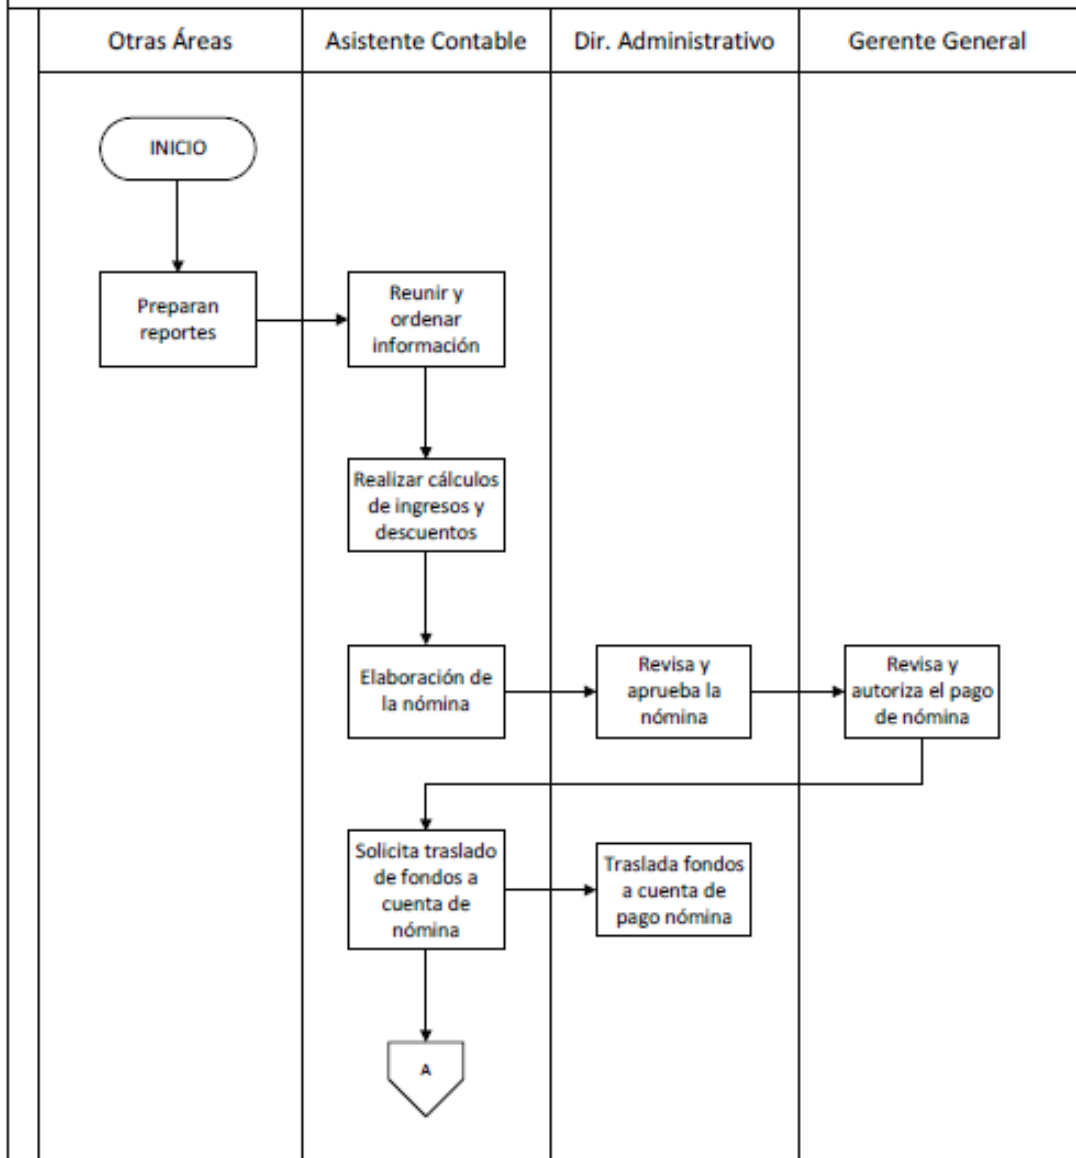 Otras Áreas
Asistente Contable
Dir. Administrativo
Gerente General
INICIO
Preparan
reportes
Reunir y
ordenar
información
Realizar cálculos
de ingresos y
descuentos
Elaboración de
la nómina
Revisa y
aprueba la
nómina
Revisa y
autoriza el pago
de nómina
Solicita traslado
de fondos a
cuenta de
nómina
Traslada fondos
a cuenta de
pago nómina
A